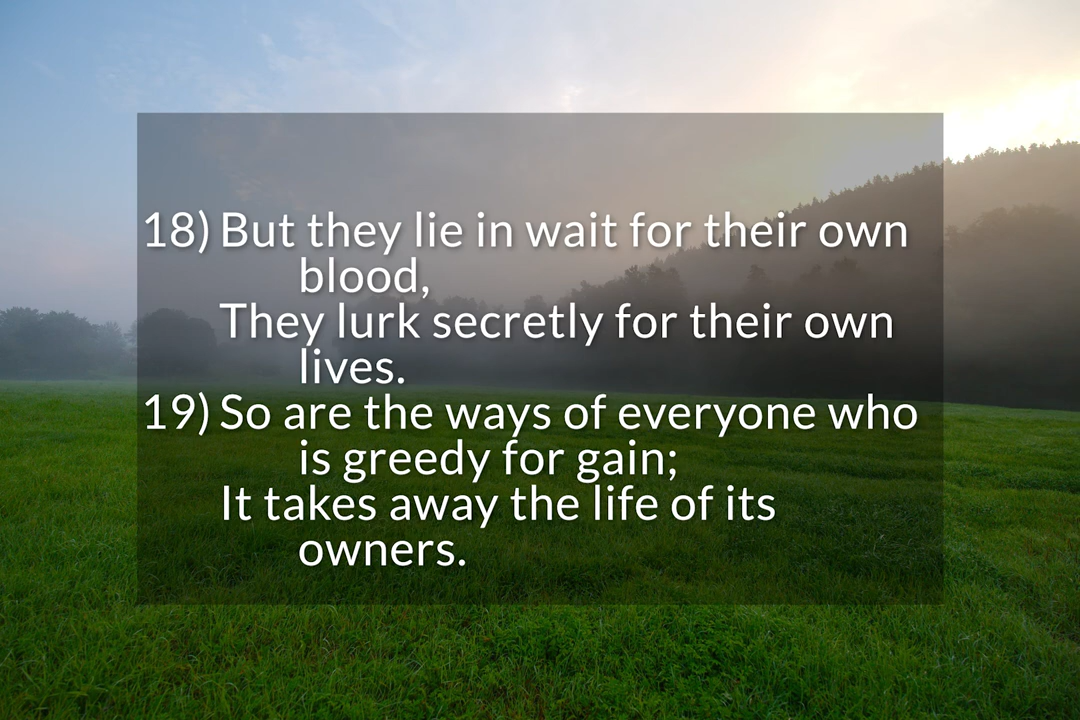 18) But they lie in wait for their own
blood,
They lurk secretly for their own
lives.
19) So are the ways of everyone who
is greedy for gain;
It takes away the life of its
owners.